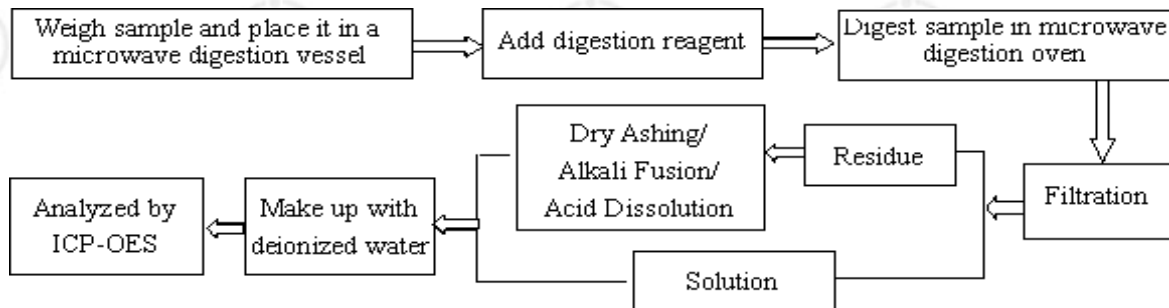 Weigh sample and place it in a
microwave digestion vessel
Add digestion reagent
Digest sample in microwave
digestion oven
Filtration
Residue
Solution
Dry Ashing/
Alkali Fusion/
Acid Dissolution
Make up with
deionized water
Analyzed by
ICP-OES